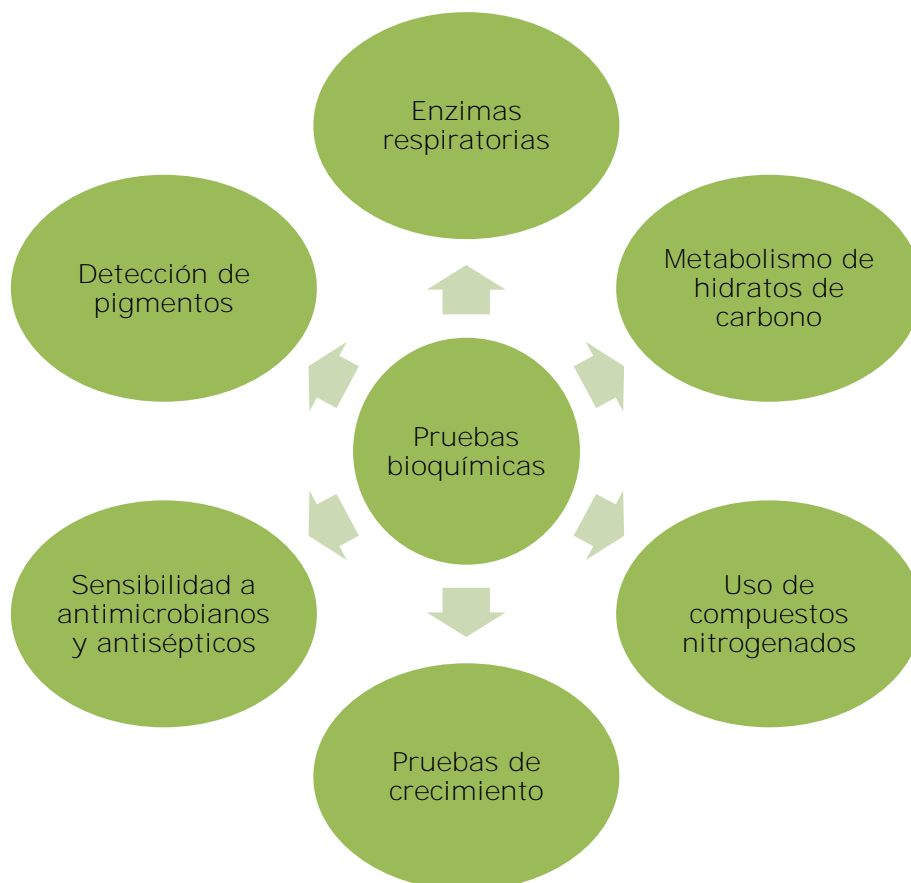 Enzimas
respiratorias
Detección de
pigmentos
Metabolismo de
hidratos de
carbono
Pruebas
bioquímicas
Sensibilidad a
antimicrobianos
y antisépticos
Uso de
compuestos
nitrogenados
Pruebas de
crecimiento